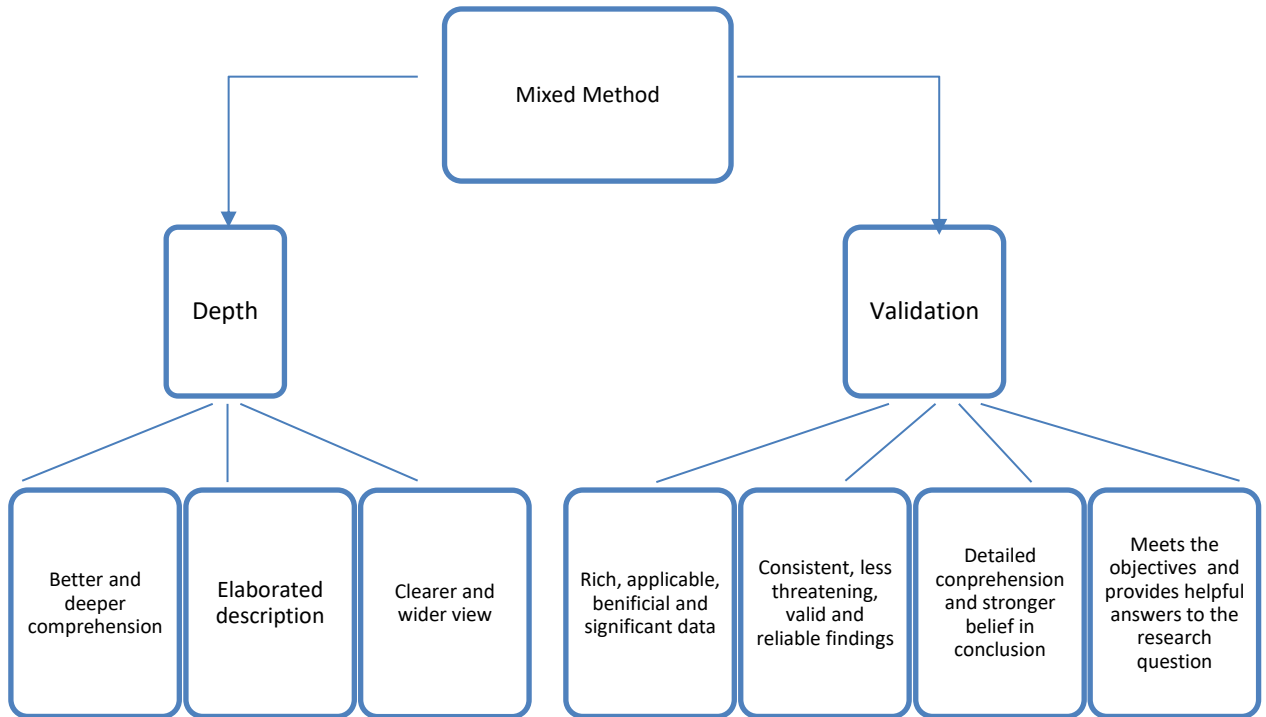 Mixed Method
Depth
Validation
Better and
deeper
comprehension
Elaborated
description
Clearer and
wider view
Rich, applicable,
benificial and
significant data
Consistent, less
threatening,
valid and
reliable findings
Detailed
conprehension
and stronger
belief in
conclusion
Meets the
objectives and
provides helpful
answers to the
research
question